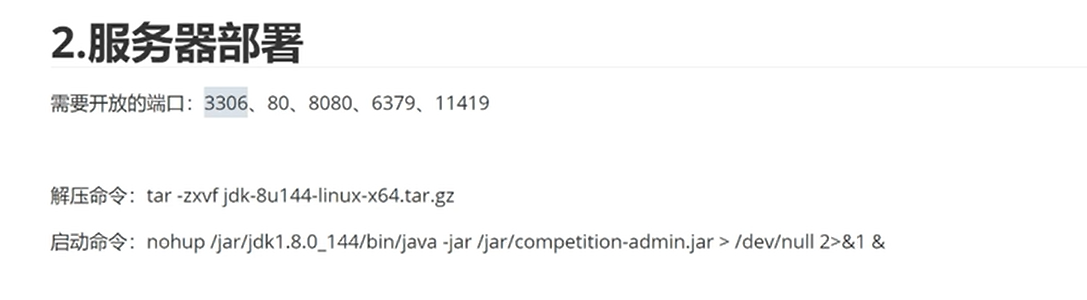 2.服务器部署
需要开放的端口：3306、80、8080、6379、11419
解压命令：tar -zxvf jdk-8u144-linux-x64.tar.gz
启动命令：nohup /jar/jdk1.8.0_144/bin/java -jar /jar/competition-admin.jar > /dev/null 2>&1 &